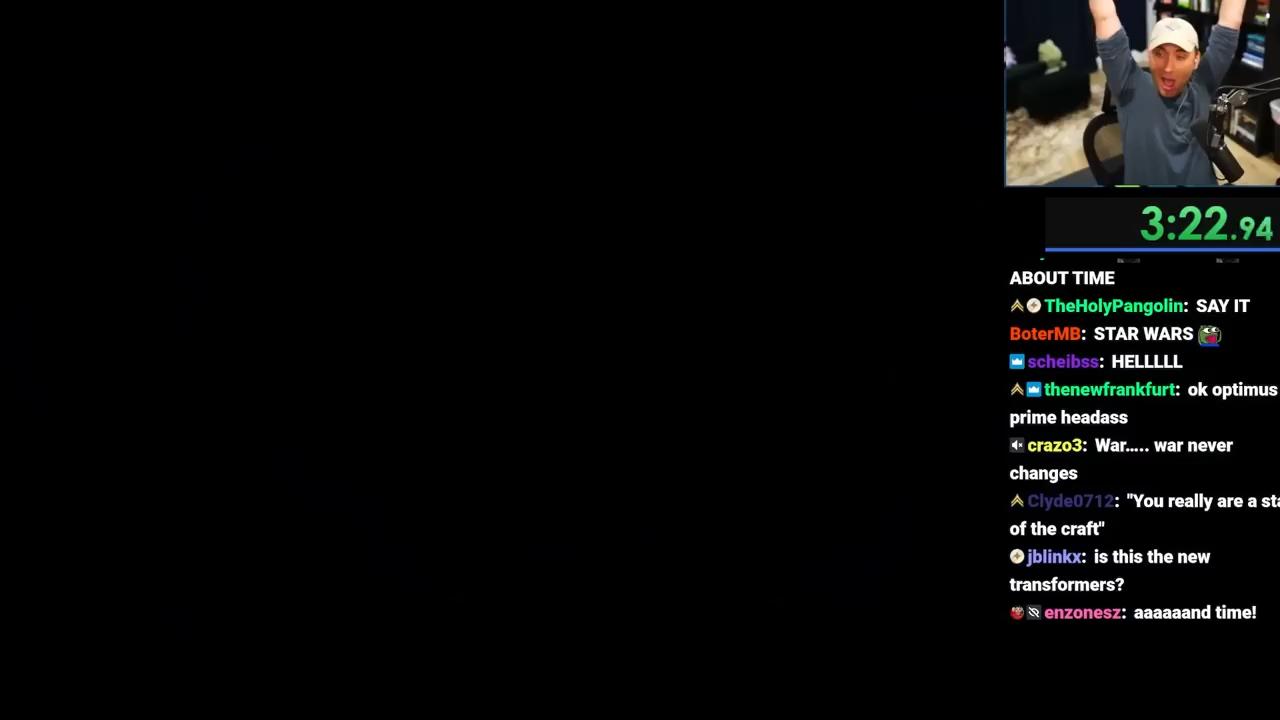 3:22.94
ABOUT TIME
TheHolyPangolin: SAY IT
BoterMB: STAR WARS
scheibss: HELLLLL
thenewfrankfurt: ok optimus
prime headass
crazo3: War….. war never
changes
Clyde0712: "You really are a sta
of the craft"
jblinkx: is this the new
transformers?
enzonesz: aaaaaand time!